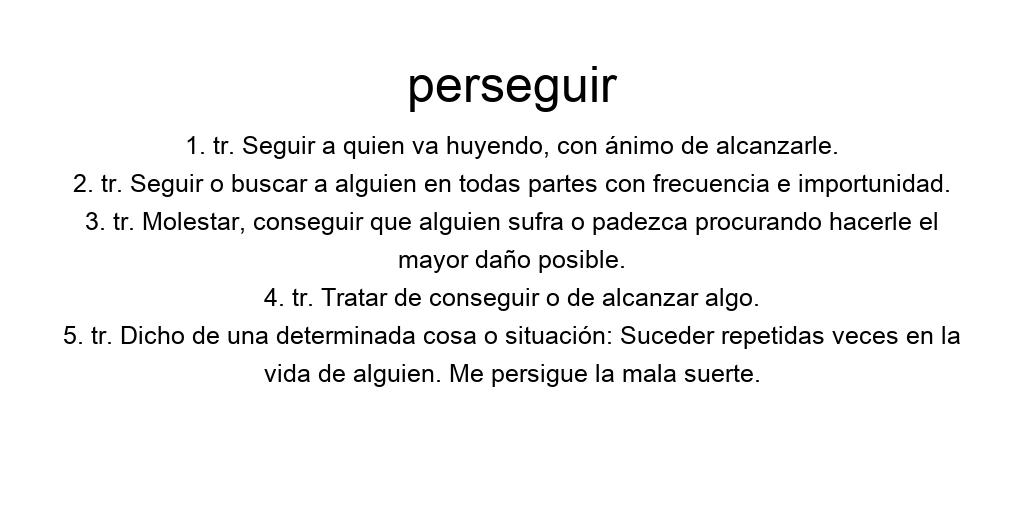 perseguir
1. tr. Seguir a quien va huyendo, con ánimo de alcanzarle.
2. tr. Seguir o buscar a alguien en todas partes con frecuencia e importunidad.
3. tr. Molestar, conseguir que alguien sufra o padezca procurando hacerle el
mayor daño posible.
4. tr. Tratar de conseguir o de alcanzar algo.
5. tr. Dicho de una determinada cosa o situación: Suceder repetidas veces en la
vida de alguien. Me persigue la mala suerte.